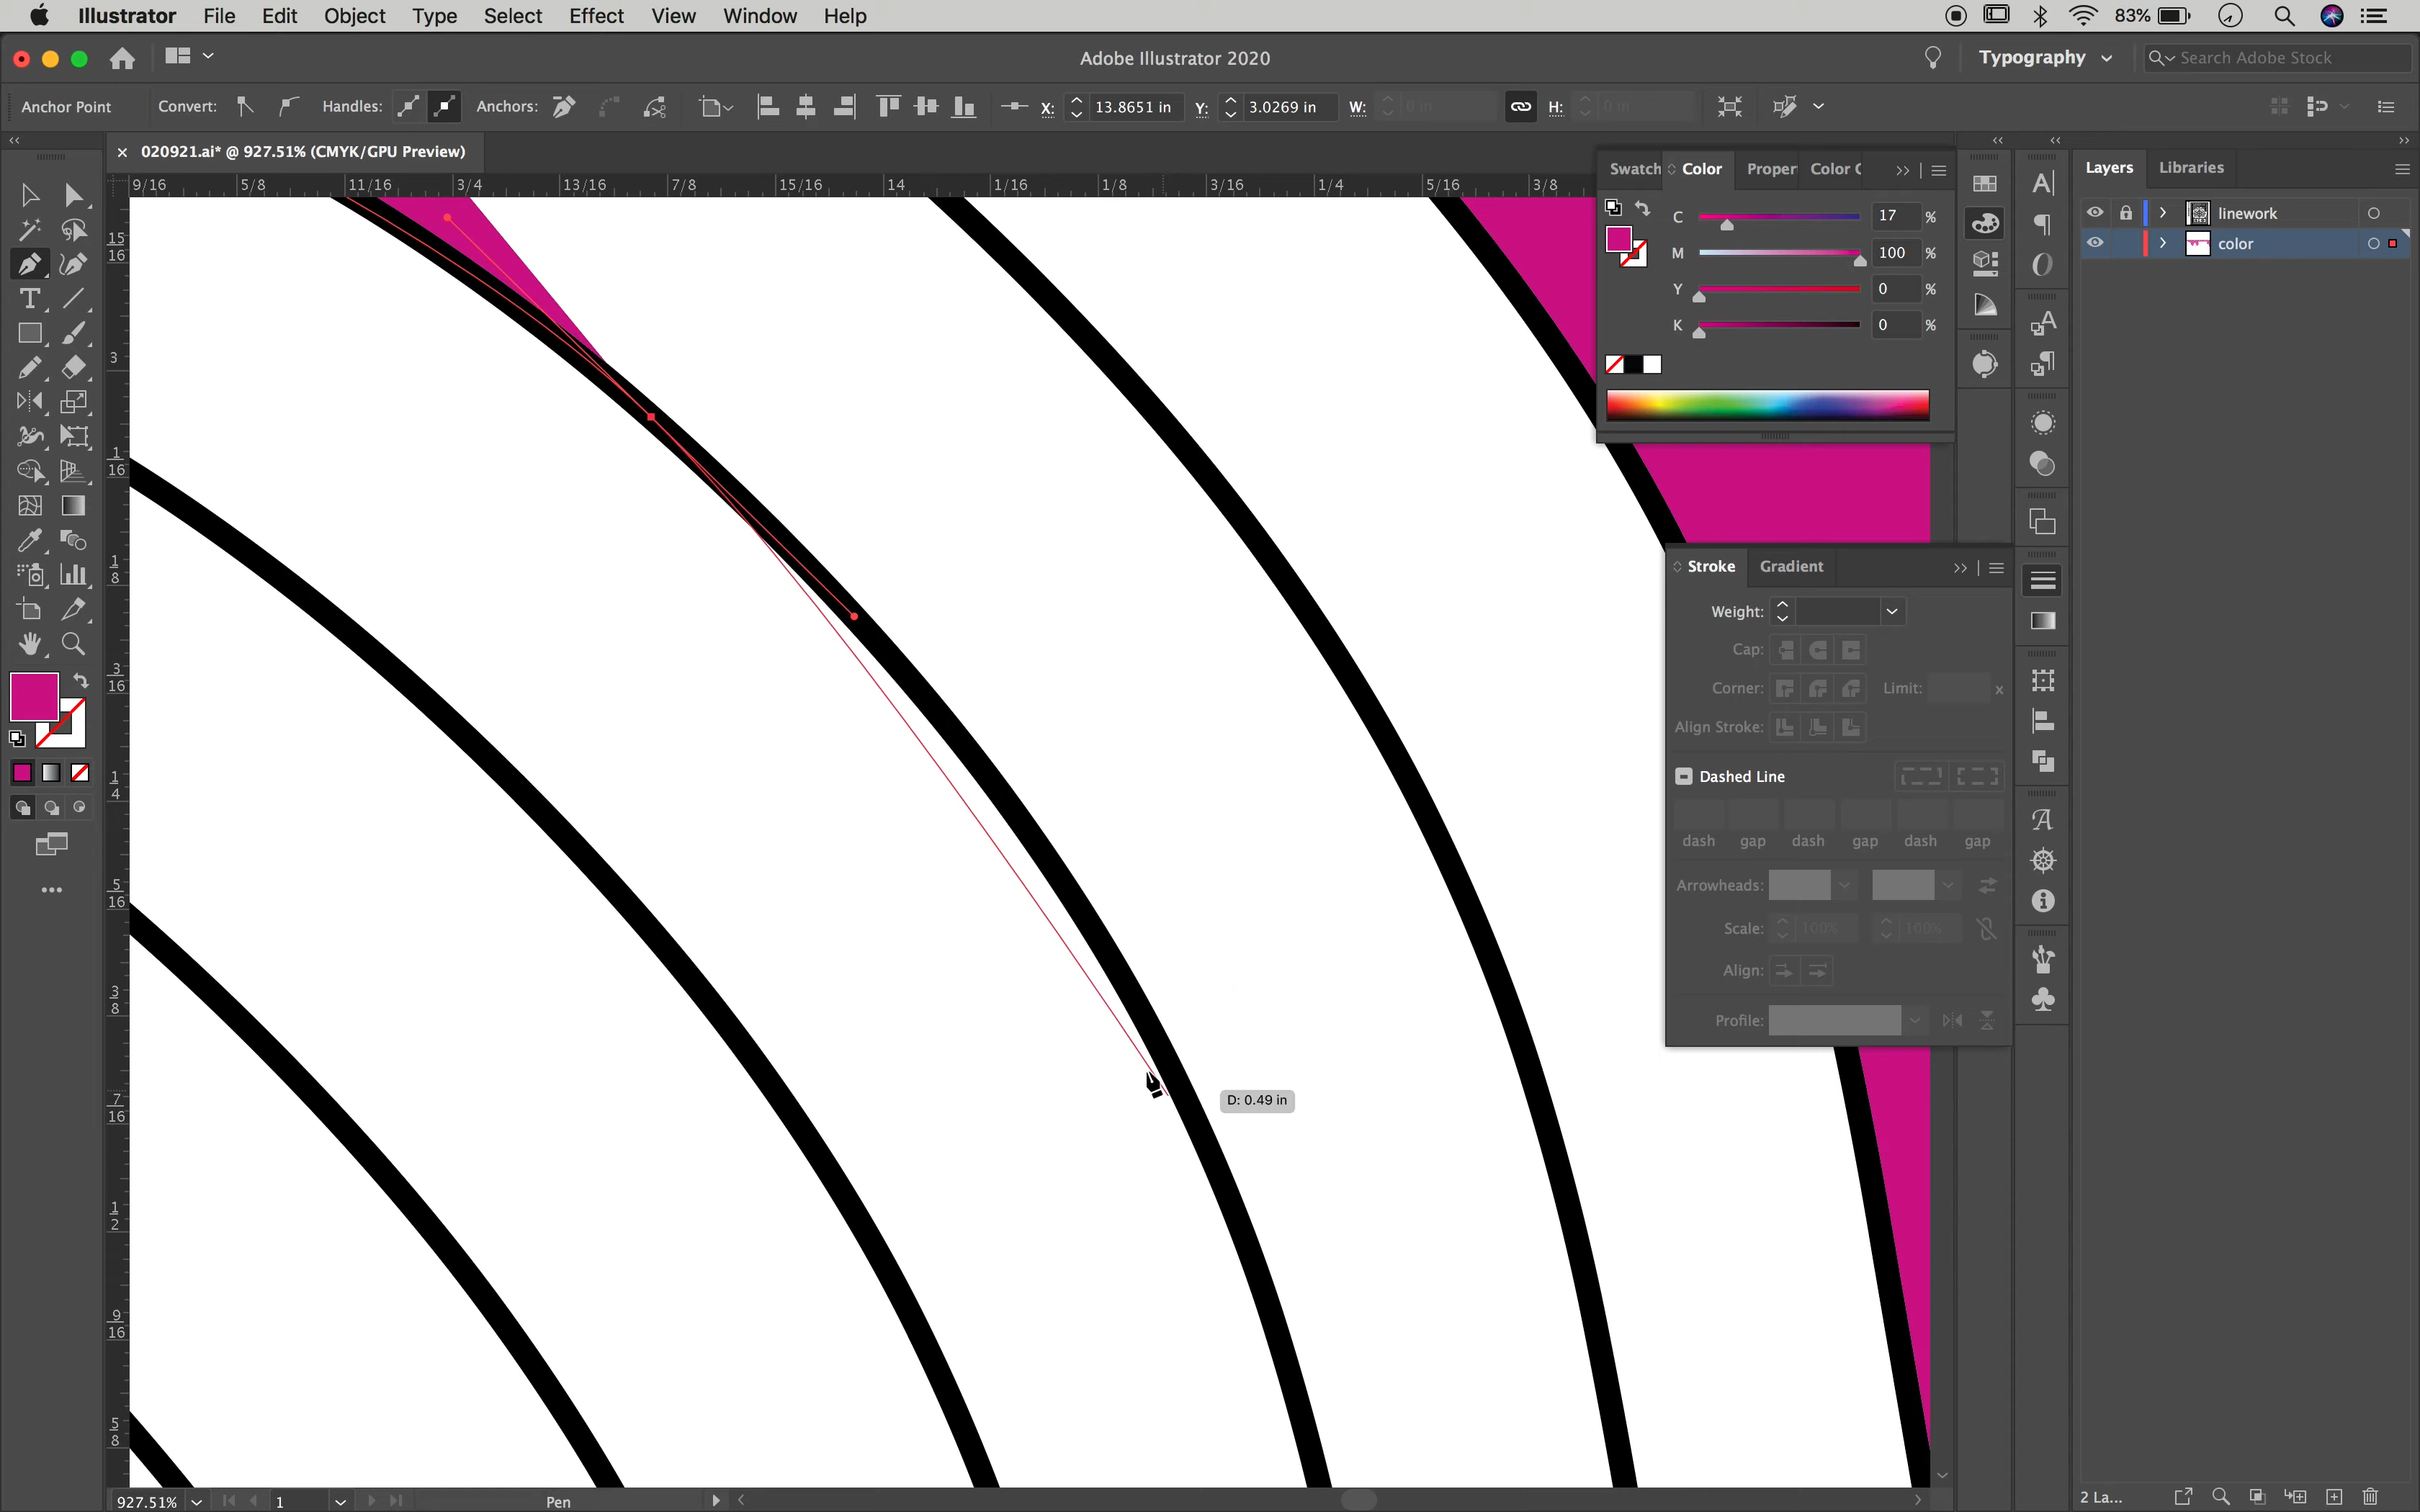 Illustrator File Edit Object Type Select Effect View Window Help 83%
Adobe Illustrator 2020 Typography Search Adobe Stock
Anchor Point Convert: Handles: Anchors: X: 13.8651 in Y: 3.0269 in W: 0 in H: 0 in
020921.ai* @ 927.51% (CMYK/GPU Preview)
9/16 5/8 11/16 3/4 13/16 7/8 15/16 14 1/16 1/8 3/16 1/4 5/16 3/8
Swatch Color Proper Color C
C 17 %
M 100 %
Y 0 %
K 0 %
Layers Libraries
linework
color
15
16
3
1
16
1
8
3
16
1
4
5
16
3
8
7
16
1
2
9
16
5
8
D: 0.49 in
Stroke Gradient
Weight:
Cap:
Corner: Limit: x
Align Stroke:
Dashed Line
dash gap dash gap dash gap
Arrowheads:
Scale: 100% 100%
Align:
Profile:
927.51% 1 Pen
2 La...